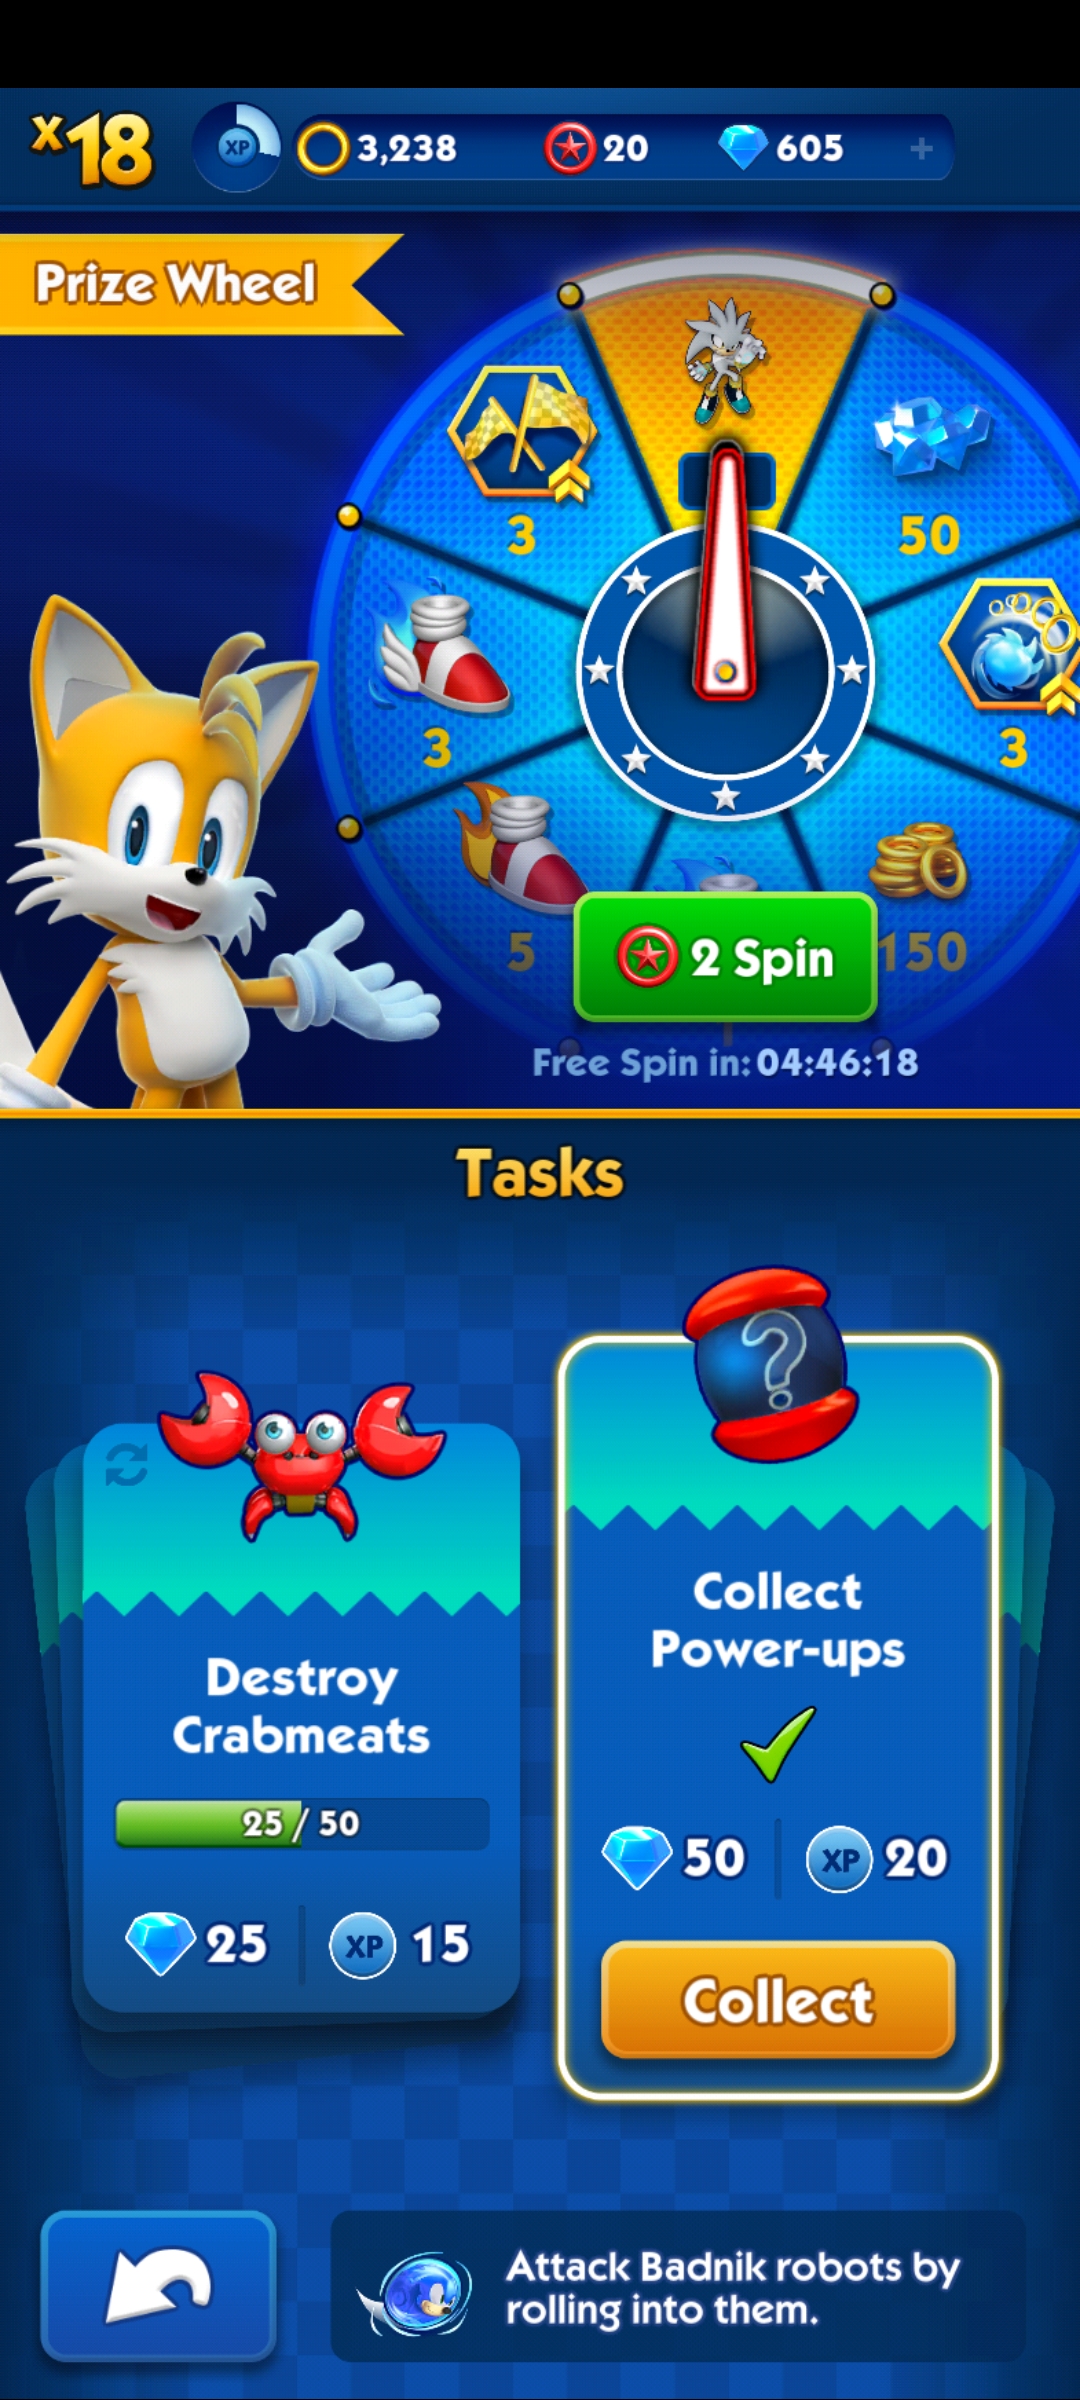 x18
XP
3,238
20
605
+
Prize Wheel
3
50
3
3
5
150
2 Spin
Free Spin in: 04:46:18
Tasks
?
Collect
Power-ups
Destroy
Crabmeats
25 / 50
50
XP 20
25
XP 15
Collect
Attack Badnik robots by
rolling into them.